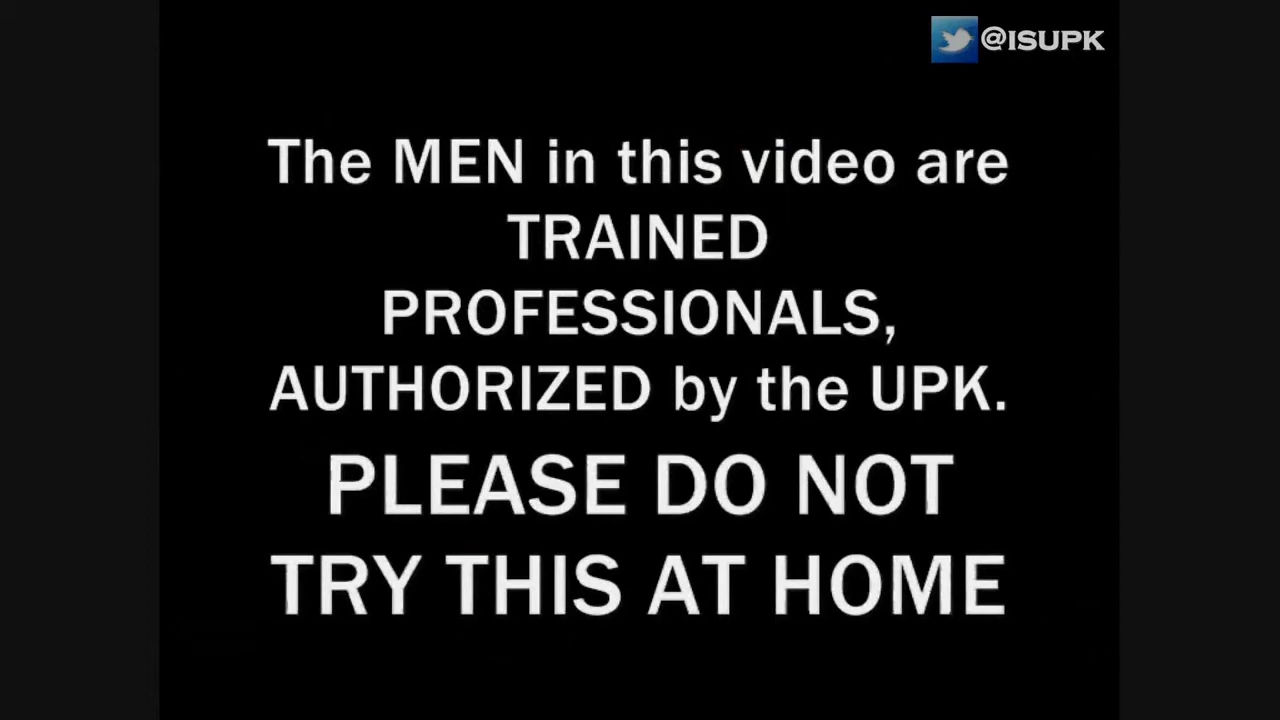 @ISUPK
The MEN in this video are
TRAINED
PROFESSIONALS,
AUTHORIZED by the UPK.
PLEASE DO NOT
TRY THIS AT HOME